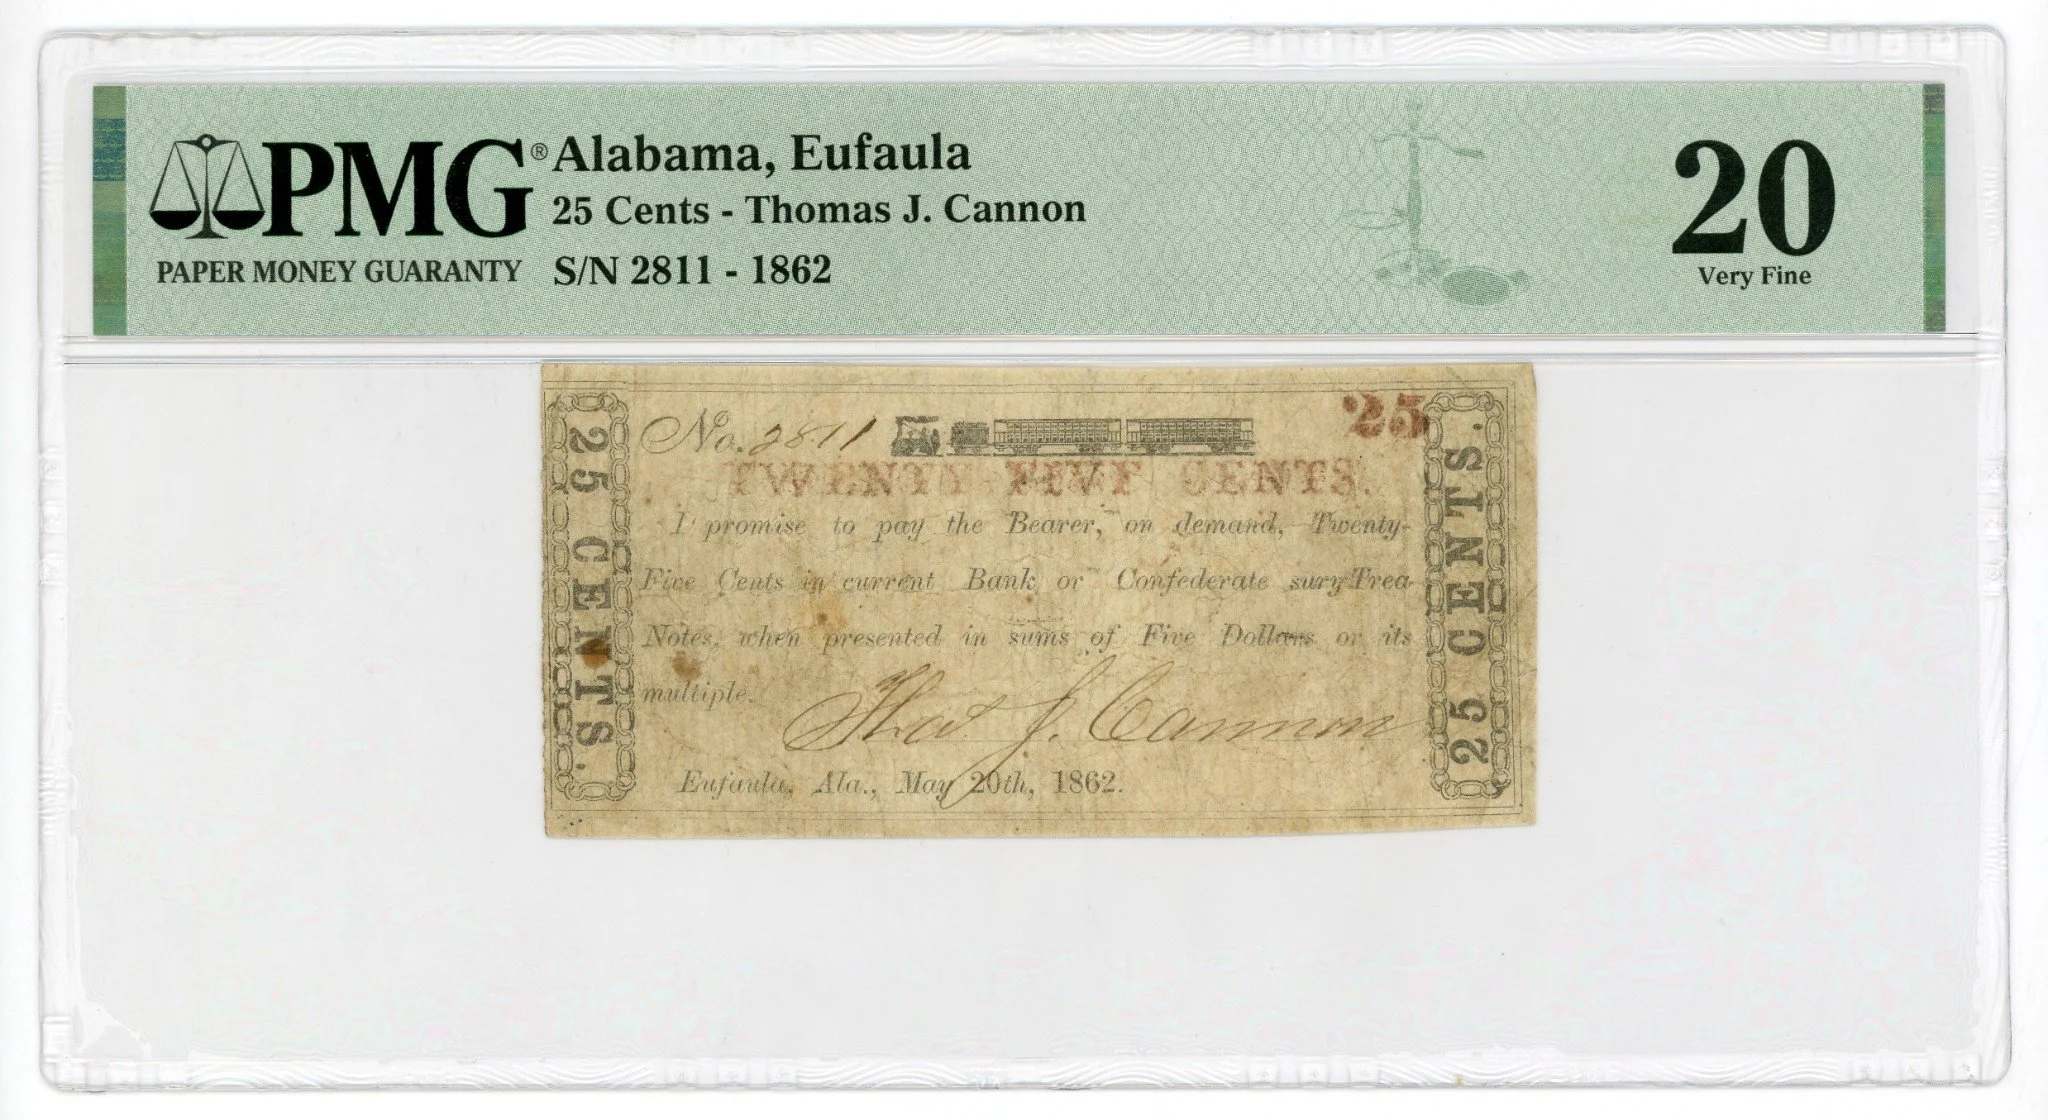 PMG® Alabama, Eufaula
25 Cents - Thomas J. Cannon
PAPER MONEY GUARANTY S/N 2811 - 1862
20
Very Fine
No. 2811
25
TWENTY FIVE CENTS.
I promise to pay the Bearer, on demand, Twenty-
Five Cents in current Bank or Confederate sury Trea-
Notes, when presented in sums of Five Dollars or its
multiple.
Thos J. Cannon
Eufaula, Ala., May 20th, 1862.
25 CENTS.
25 CENTS.